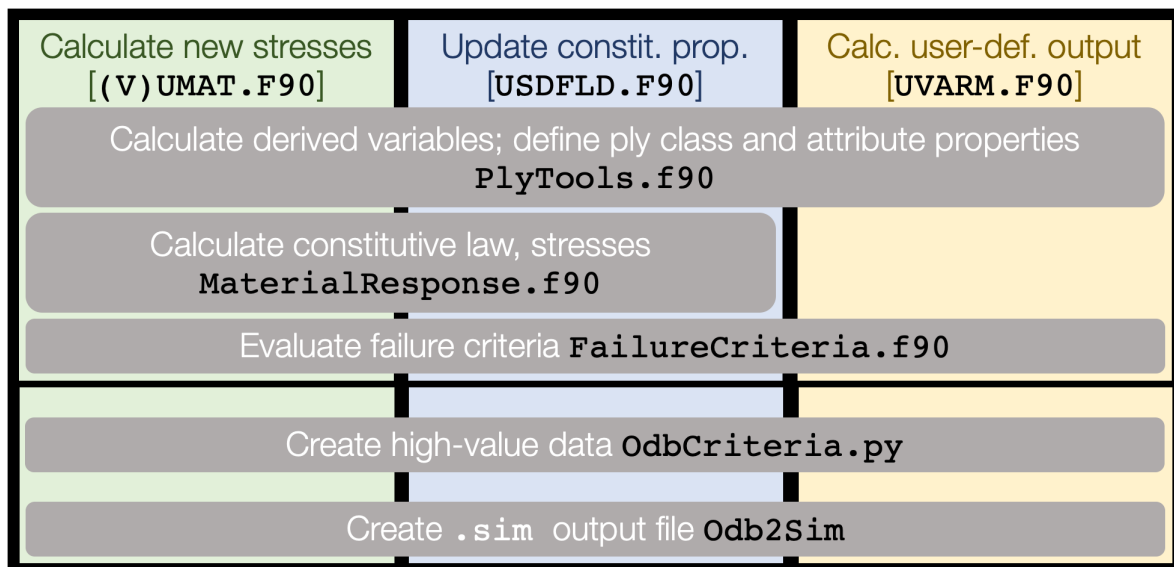 Calculate new stresses
[(V)UMAT.F90]
Update constit. prop.
[USDFLD.F90]
Calc. user-def. output
[UVARM.F90]
Calculate derived variables; define ply class and attribute properties
PlyTools.f90
Calculate constitutive law, stresses
MaterialResponse.f90
Evaluate failure criteria FailureCriteria.f90
Create high-value data OdbCriteria.py
Create .sim output file Odb2Sim